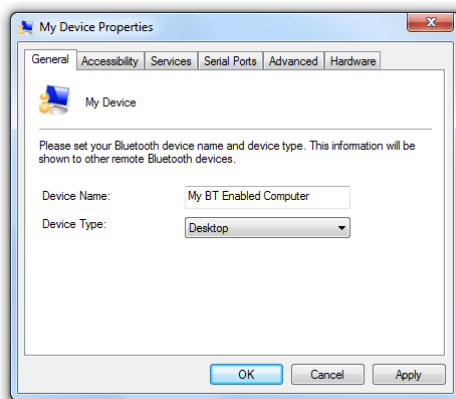 My Device Properties
General Accessibility Services Serial Ports Advanced Hardware
My Device
Please set your Bluetooth device name and device type. This information will be
shown to other remote Bluetooth devices.
Device Name: My BT Enabled Computer
Device Type: Desktop
OK Cancel Apply